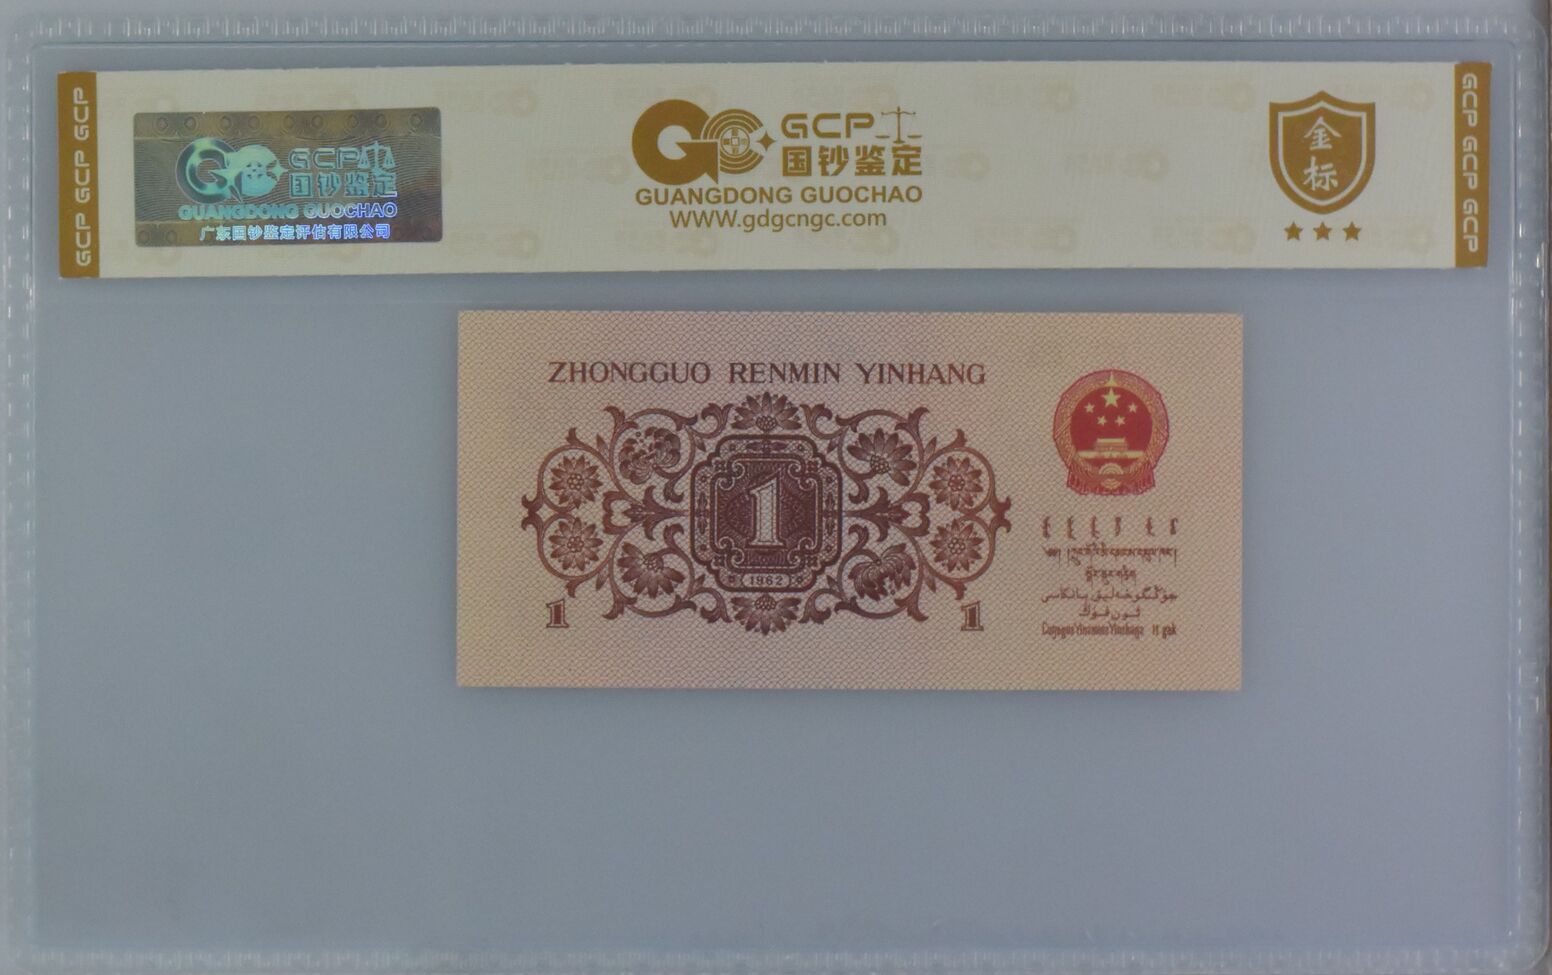 GCP GCP GCP
GCP
国钞鉴定
GUANGDONG GUOCHAO
广东国钞鉴定评估有限公司
GCP
国钞鉴定
GUANGDONG GUOCHAO
WWW.gdgcngc.com
金标
GCP GCP GCP
ZHONGGUO RENMIN YINHANG
1
1962
1
1